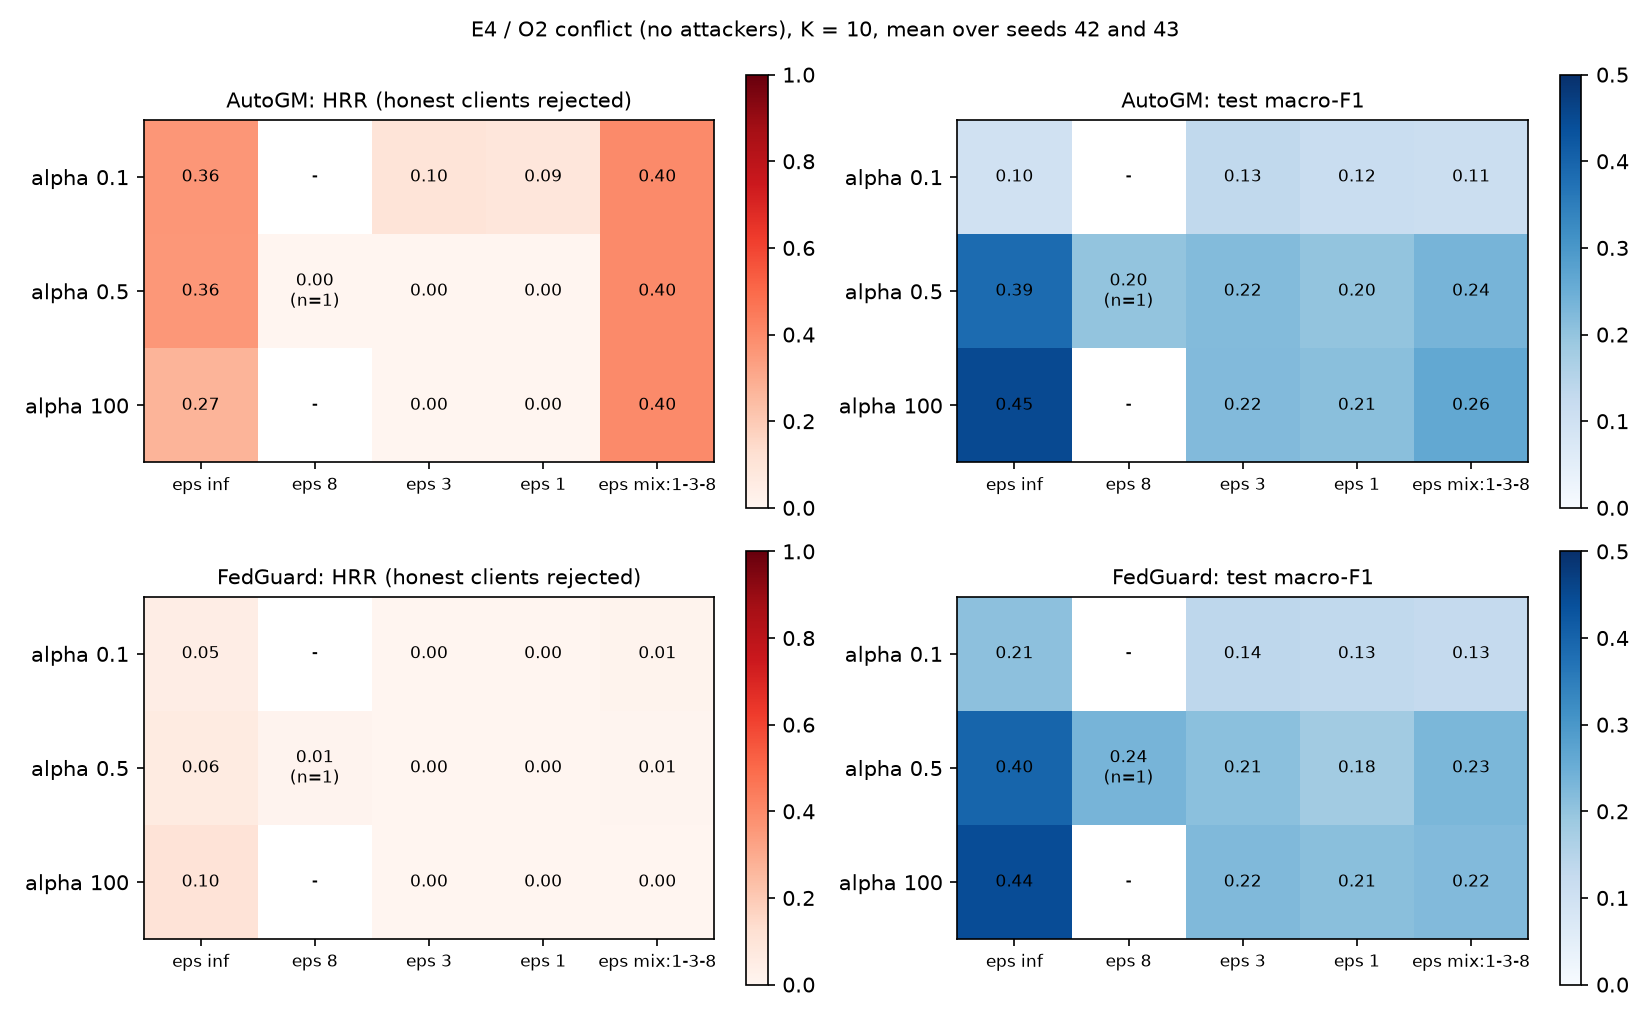 E4 / O2 conflict (no attackers), K = 10, mean over seeds 42 and 43
AutoGM: HRR (honest clients rejected)
alpha 0.1 0.36 - 0.10 0.09 0.40
alpha 0.5 0.36 0.00 0.00 0.00 0.40
(n=1)
alpha 100 0.27 - 0.00 0.00 0.40
eps inf eps 8 eps 3 eps 1 eps mix:1-3-8
1.0
0.8
0.6
0.4
0.2
0.0
AutoGM: test macro-F1
alpha 0.1 0.10 - 0.13 0.12 0.11
alpha 0.5 0.39 0.20 0.22 0.20 0.24
(n=1)
alpha 100 0.45 - 0.22 0.21 0.26
eps inf eps 8 eps 3 eps 1 eps mix:1-3-8
0.5
0.4
0.3
0.2
0.1
0.0
FedGuard: HRR (honest clients rejected)
alpha 0.1 0.05 - 0.00 0.00 0.01
alpha 0.5 0.06 0.01 0.00 0.00 0.01
(n=1)
alpha 100 0.10 - 0.00 0.00 0.00
eps inf eps 8 eps 3 eps 1 eps mix:1-3-8
1.0
0.8
0.6
0.4
0.2
0.0
FedGuard: test macro-F1
alpha 0.1 0.21 - 0.14 0.13 0.13
alpha 0.5 0.40 0.24 0.21 0.18 0.23
(n=1)
alpha 100 0.44 - 0.22 0.21 0.22
eps inf eps 8 eps 3 eps 1 eps mix:1-3-8
0.5
0.4
0.3
0.2
0.1
0.0